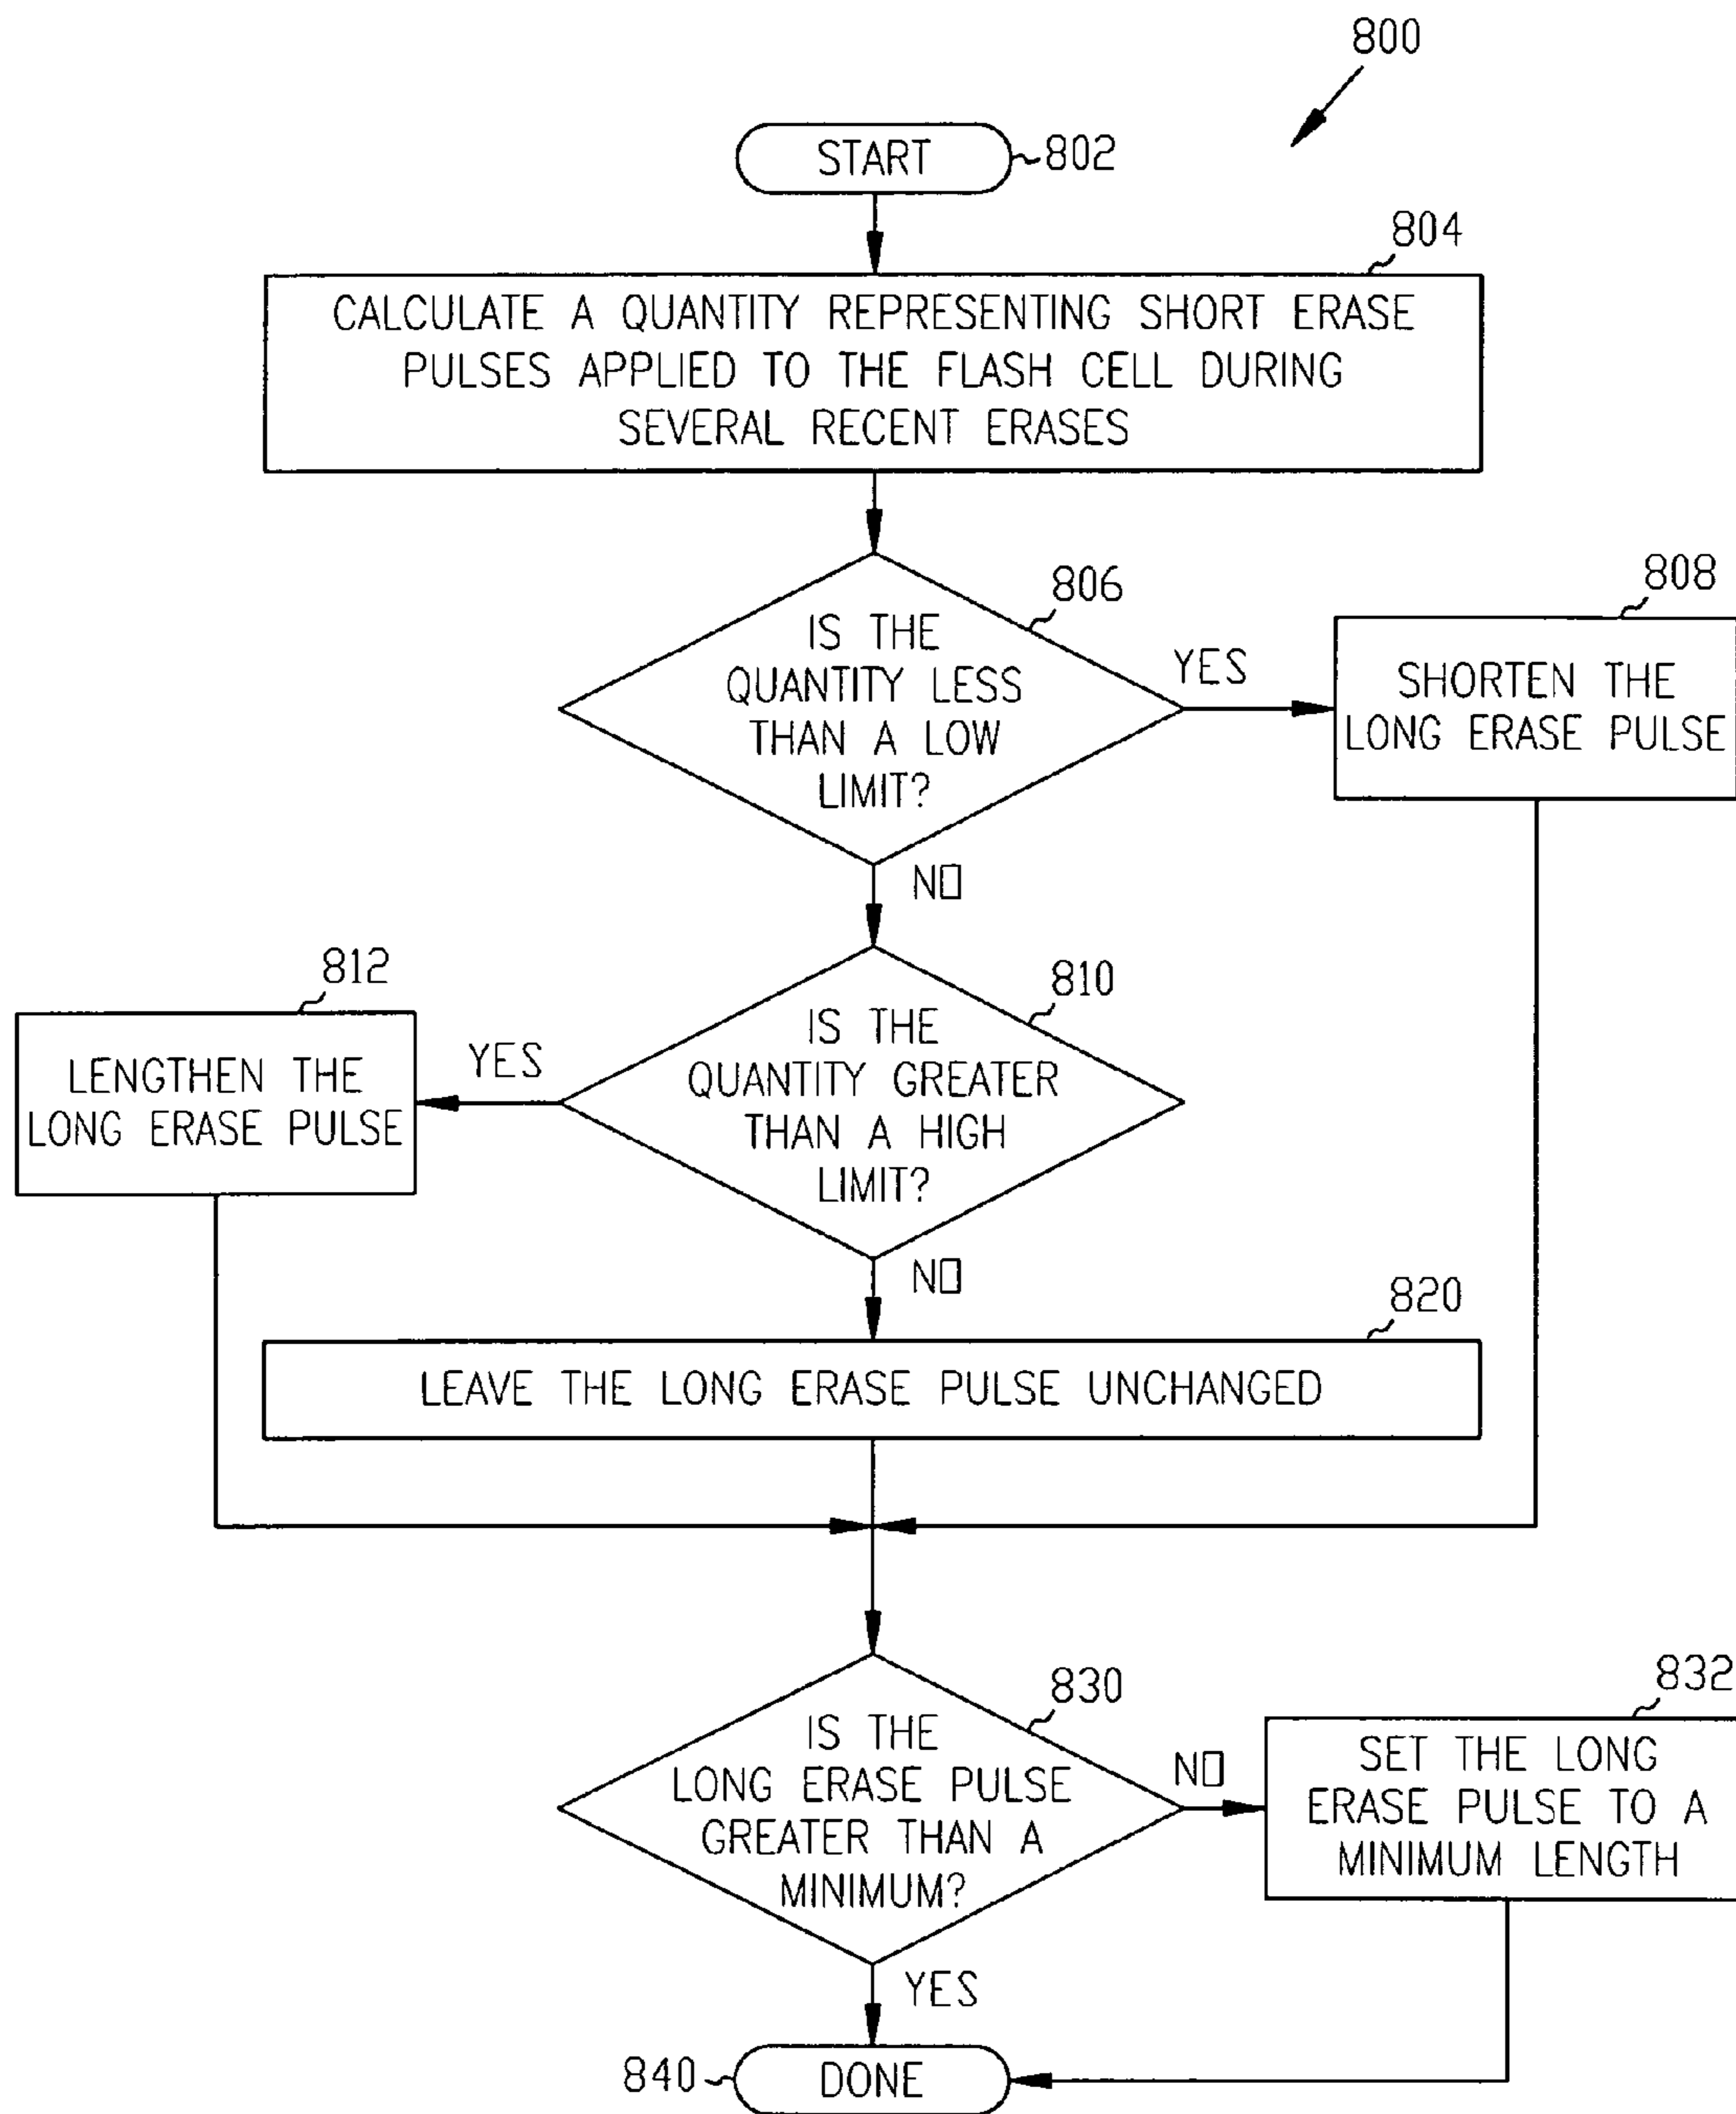 800
START
802
804
CALCULATE A QUANTITY REPRESENTING SHORT ERASE
PULSES APPLIED TO THE FLASH CELL DURING
SEVERAL RECENT ERASES
806
IS THE
QUANTITY LESS
THAN A LOW
LIMIT?
YES
808
SHORTEN THE
LONG ERASE PULSE
NO
810
IS THE
QUANTITY GREATER
THAN A HIGH
LIMIT?
YES
812
LENGTHEN THE
LONG ERASE PULSE
NO
820
LEAVE THE LONG ERASE PULSE UNCHANGED
830
IS THE
LONG ERASE PULSE
GREATER THAN A
MINIMUM?
NO
832
SET THE LONG
ERASE PULSE TO A
MINIMUM LENGTH
YES
840
DONE